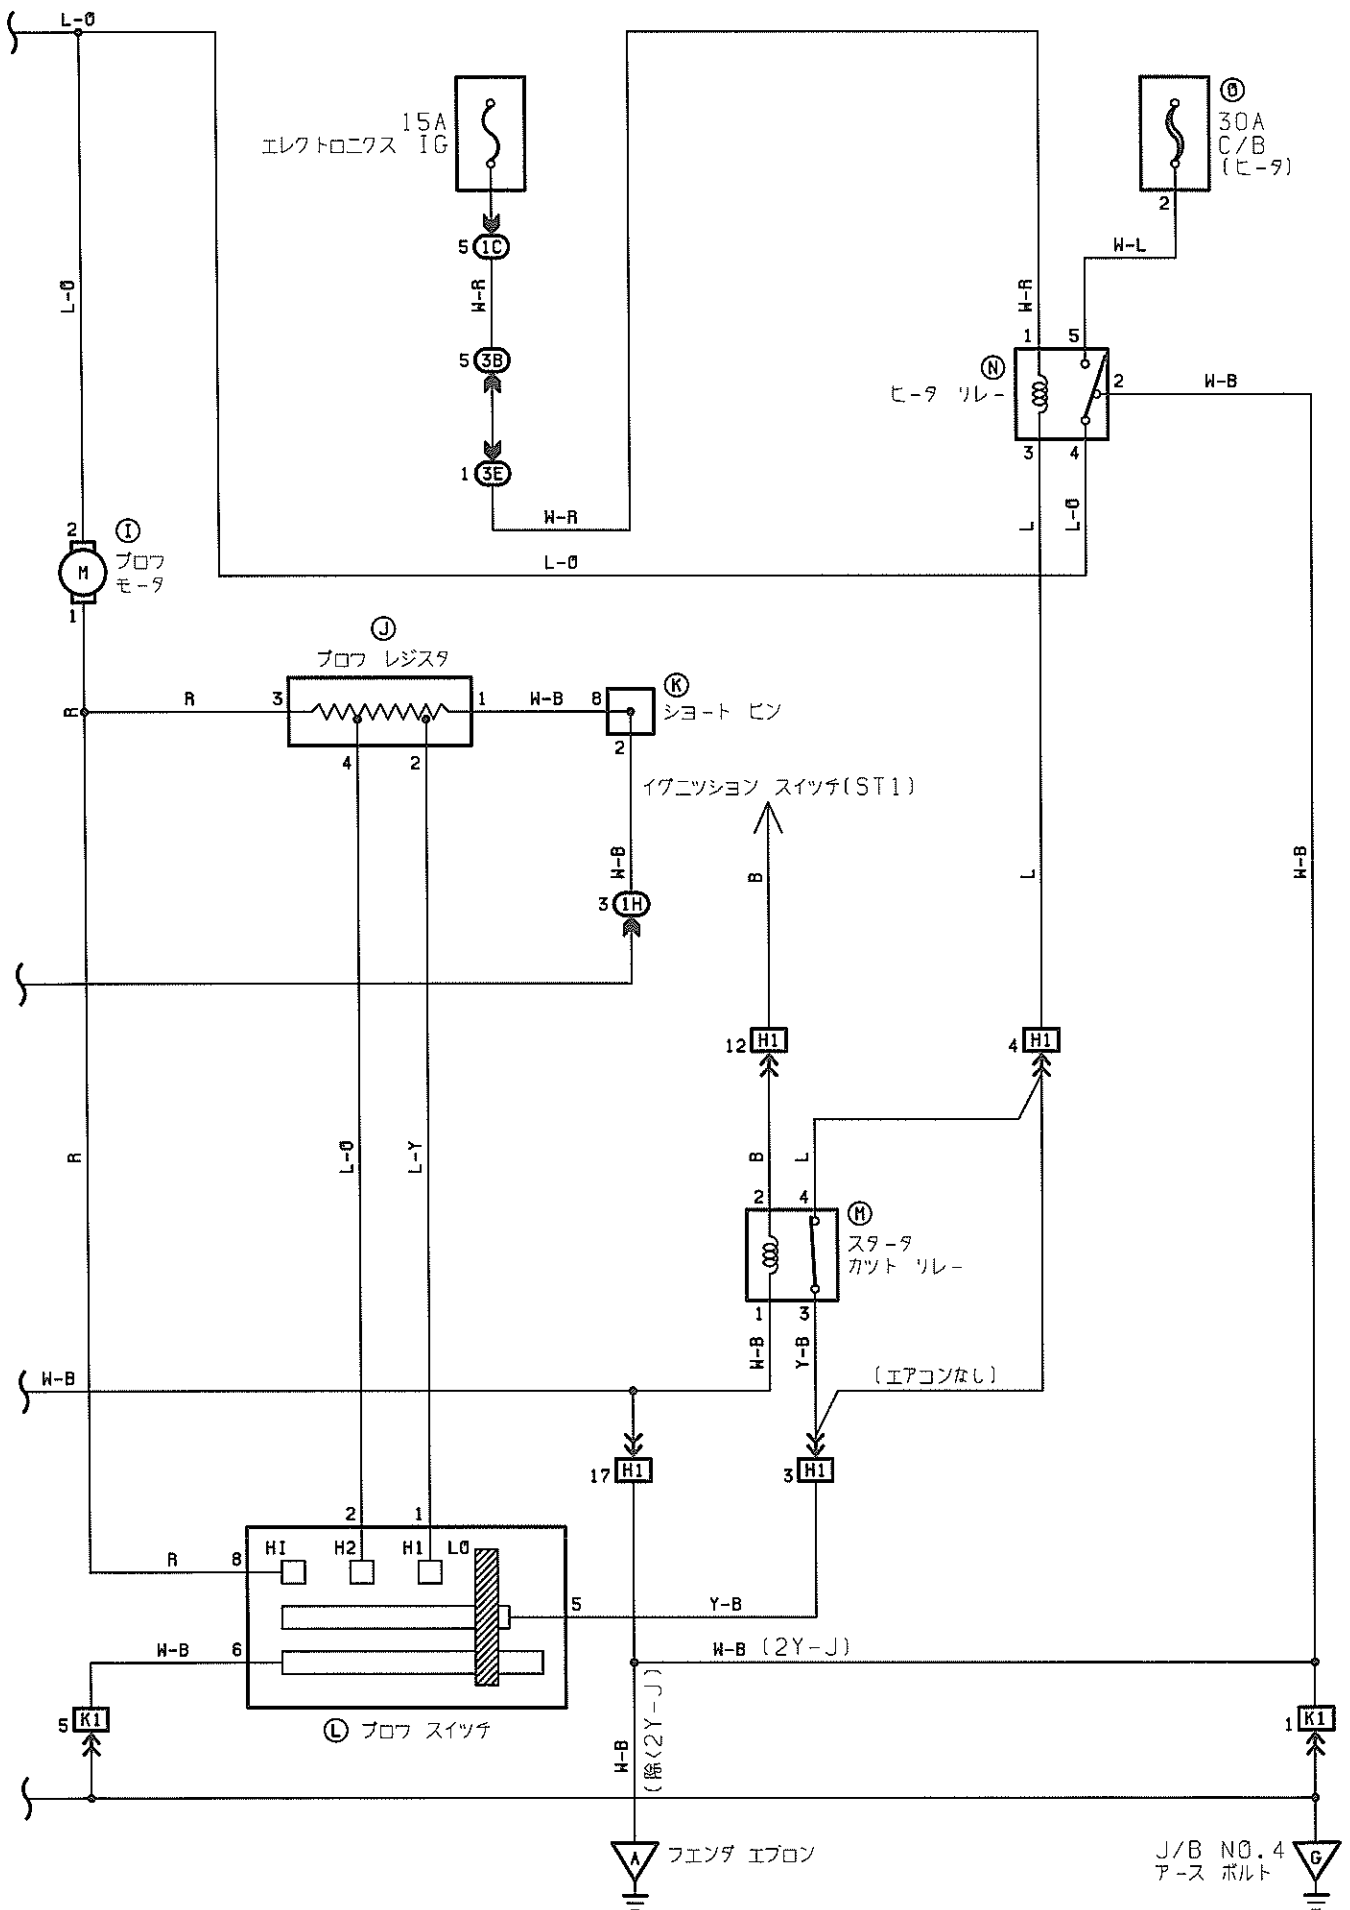 L-O
15A
エレクトロニクス IG
O
30A
C/B
(ヒータ)
2
W-L
5 1C
W-R
L-O
W-R
1 5
5 3B
N
ヒータ リレー
2
W-B
3 4
1 3E
W-R
L
L-O
2 I
ブロワ
モータ
M
1
L-O
J
ブロワ レジスタ
R
R
3
1
W-B
8
K
ショート ピン
4
2
2
イグニッション スイッチ(ST1)
W-B
B
L
W-B
3 1H
12 H1
4 H1
R
L-O
L-Y
B
L
2 4
M
スタータ
カット リレー
1 3
W-B
Y-B
W-B
(エアコンなし)
17 H1
3 H1
2
1
R
8
HI
H2
H1
LO
5
Y-B
W-B
6
W-B (2Y-J)
5 K1
L ブロワ スイッチ
W-B
(除く2Y-J)
1 K1
A フエンダ エプロン
J/B NO.4
アース ボルト
G